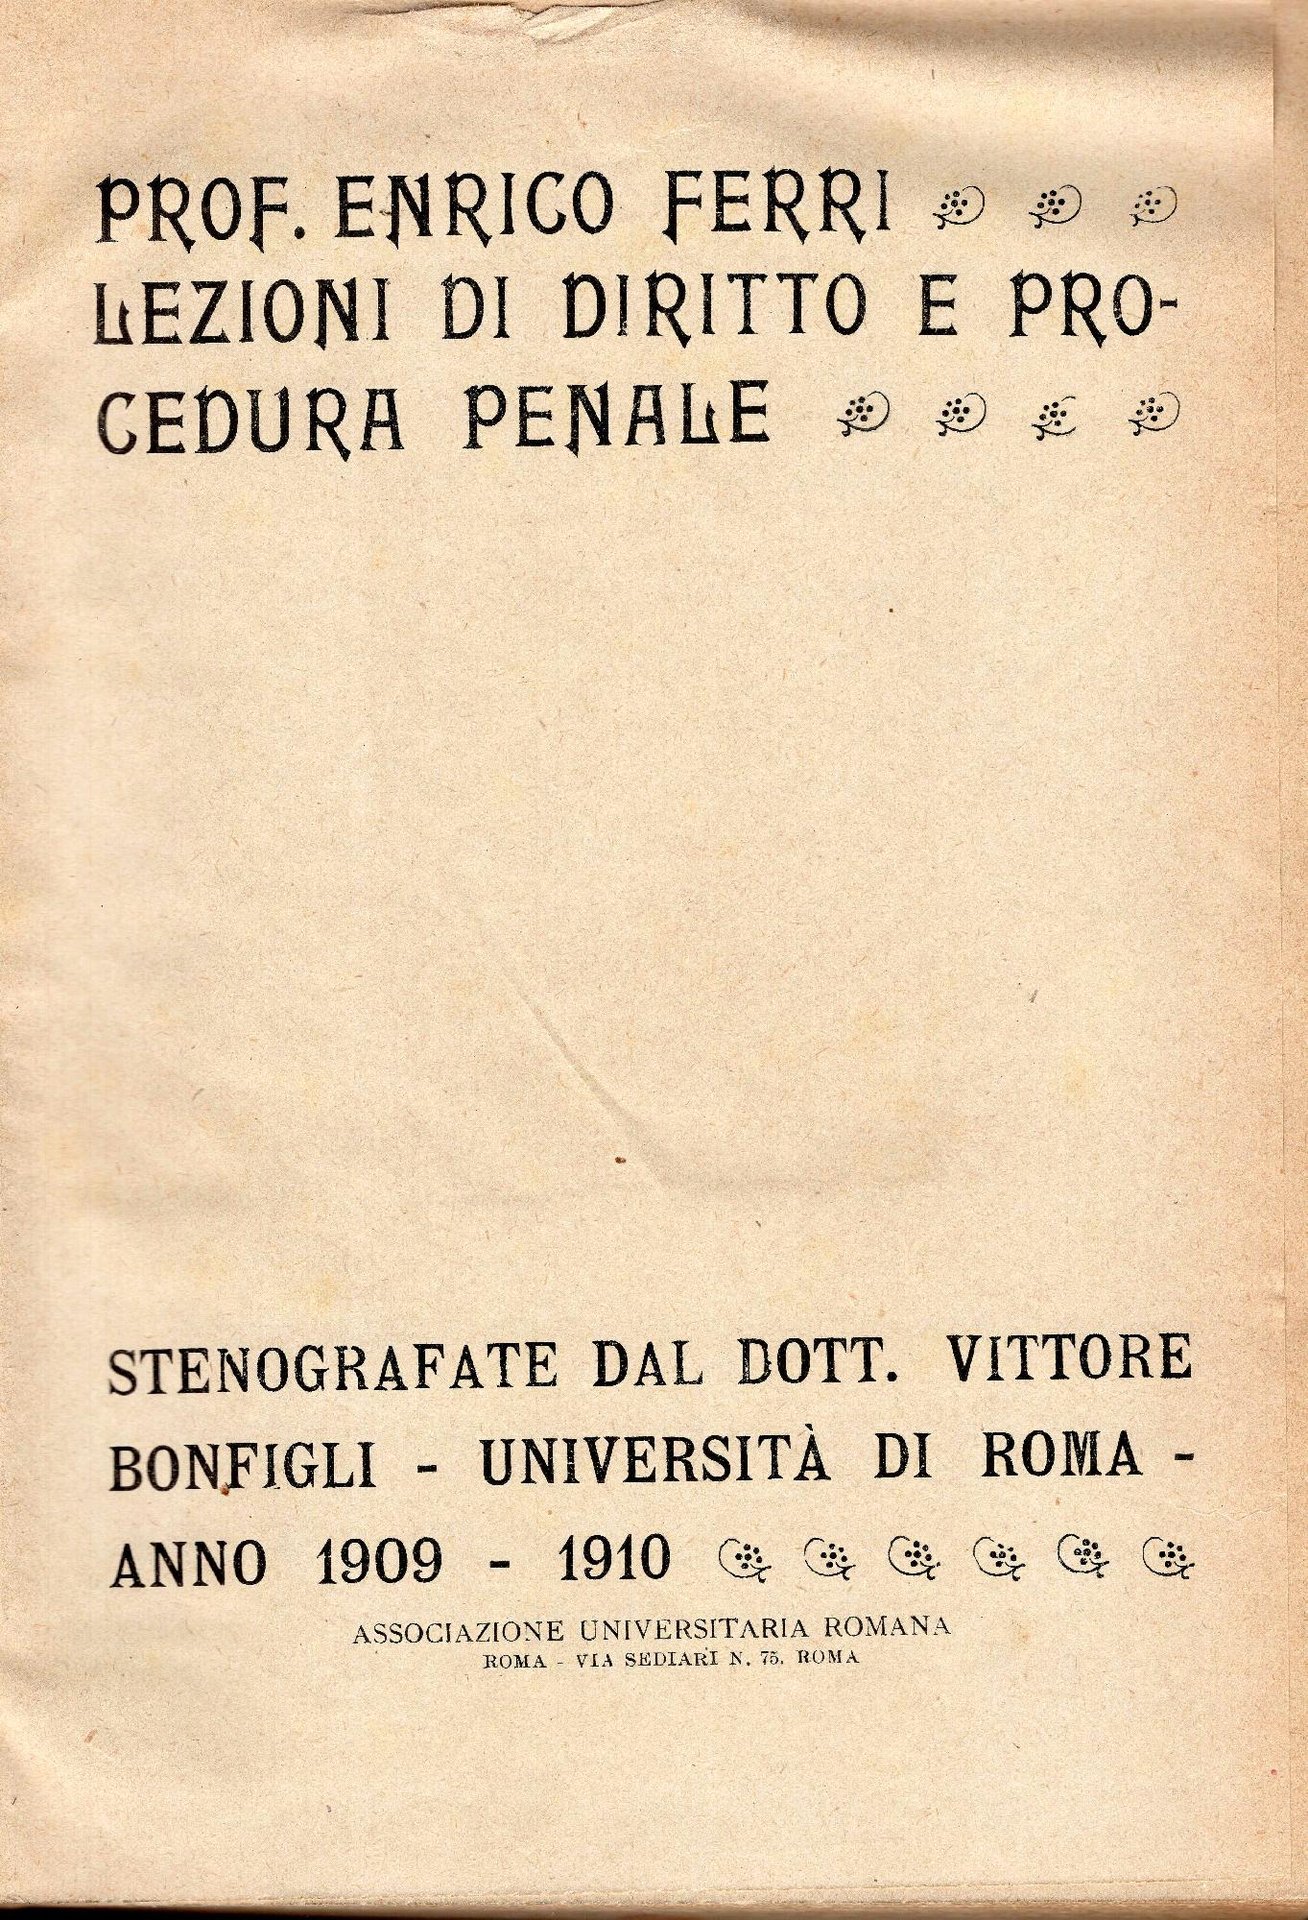 PROF. ENRICO FERRI
LEZIONI DI DIRITTO E PRO-
CEDURA PENALE
STENOGRAFATE DAL DOTT. VITTORE
BONFIGLI - UNIVERSITÀ DI ROMA -
ANNO 1909 - 1910
ASSOCIAZIONE UNIVERSITARIA ROMANA
ROMA - VIA SEDIARI N. 75. ROMA